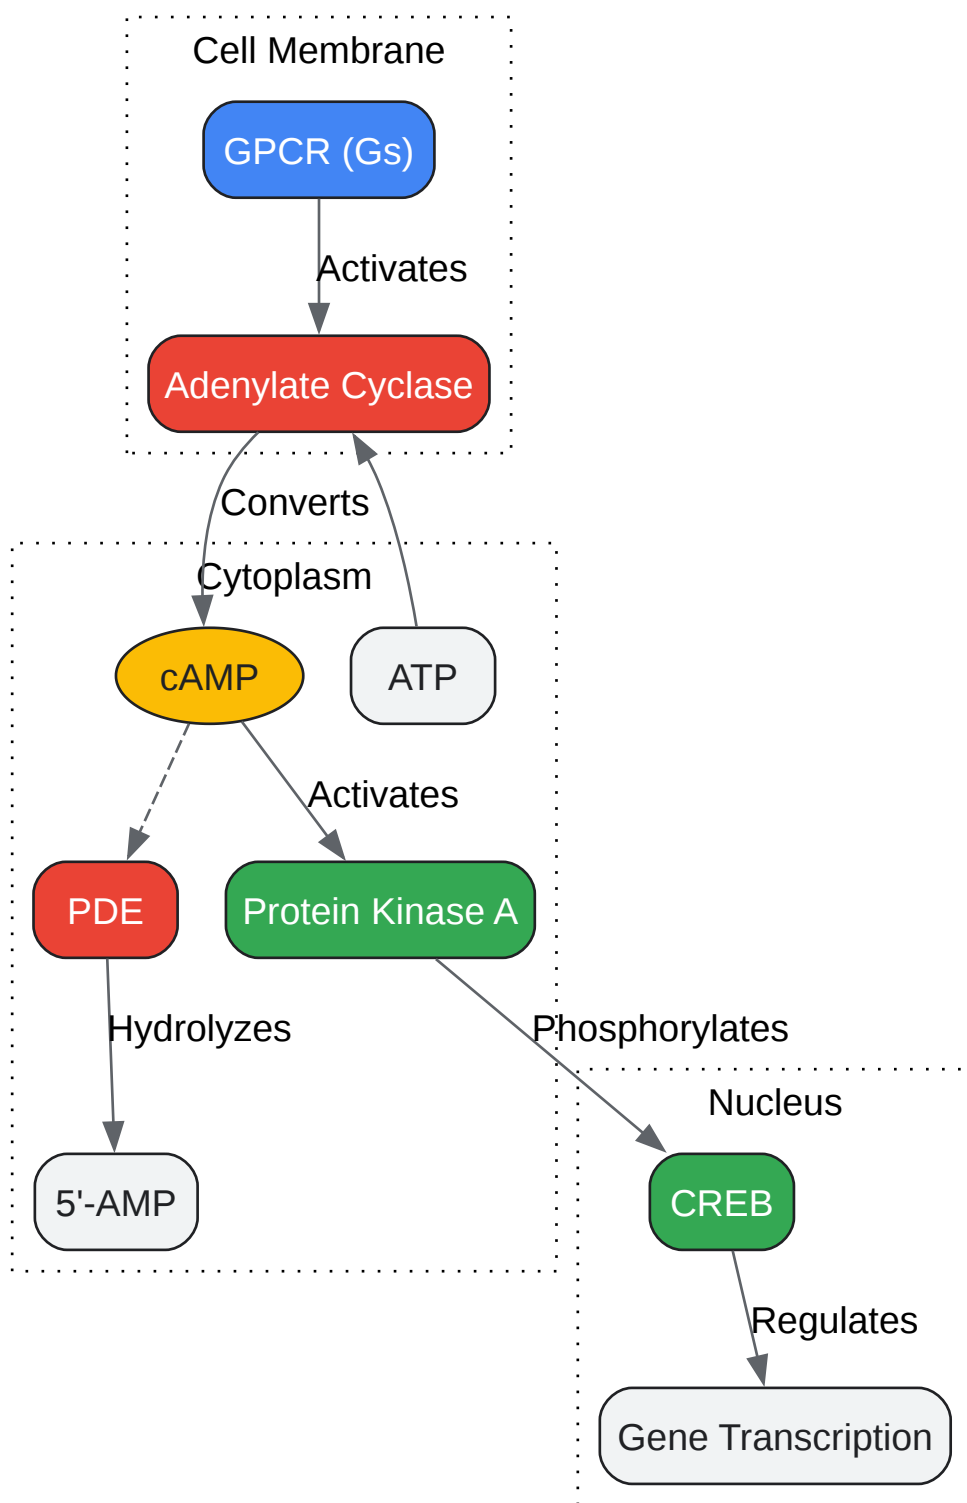 Cell Membrane
GPCR (Gs)
Activates
Adenylate Cyclase
Converts
Cytoplasm
cAMP
ATP
Activates
PDE
Protein Kinase A
Hydrolyzes
Phosphorylates
Nucleus
5'-AMP
CREB
Regulates
Gene Transcription